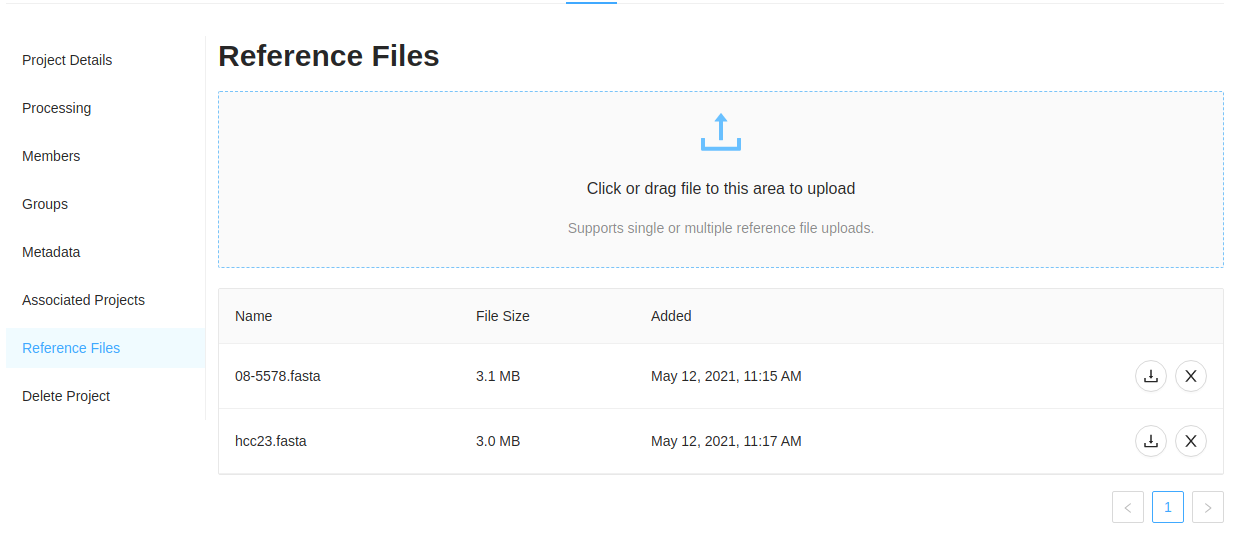 Project Details
Processing
Members
Groups
Metadata
Associated Projects
Reference Files
Delete Project
Reference Files
Click or drag file to this area to upload
Supports single or multiple reference file uploads.
Name File Size Added
08-5578.fasta 3.1 MB May 12, 2021, 11:15 AM
hcc23.fasta 3.0 MB May 12, 2021, 11:17 AM
1